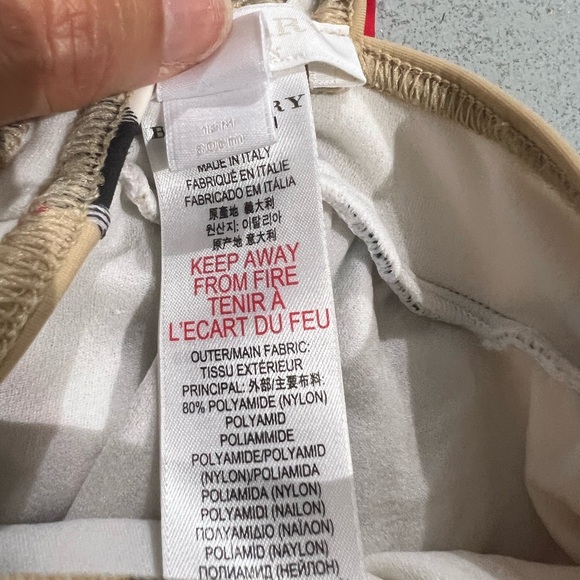 12M
80cm
MADE IN ITALY
FABRIQUÉ EN ITALIE
FABRICADO EM ITÁLIA
原產地 義大利
원산지: 이탈리아
原产地 意大利
KEEP AWAY
FROM FIRE
TENIR À
L'ECART DU FEU
OUTER/MAIN FABRIC:
TISSU EXTÉRIEUR
PRINCIPAL: 外部/主要布料:
80% POLYAMIDE (NYLON)
POLYAMID
POLIAMMIDE
POLYAMIDE/POLYAMID
(NYLON)/POLIAMIDA
POLIAMIDA (NYLON)
POLIAMIDA (NAILON)
ΠΟΛΥΑΜΙΔΙΟ (ΝΑΪΛΟΝ)
POLIAMID (NAYLON)
ПОЛИАМИД (НЕЙЛОН)